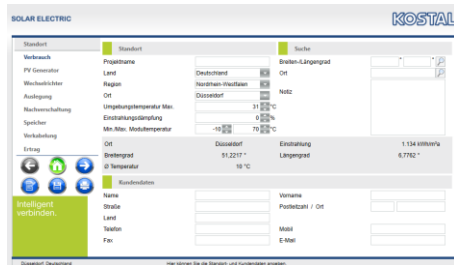 SOLAR ELECTRIC
KOSTAL
Standort
Verbrauch
PV Generator
Wechselrichter
Auslegung
Nachverschaltung
Speicher
Verkabelung
Ertrag
Intelligent
verbinden.
Standort
Projektname
Land Deutschland
Region Nordrhein-Westfalen
Ort Düsseldorf
Umgebungstemperatur Max. 31 °C
Einstrahlungsdämpfung 0 %
Min./Max. Modultemperatur -10 70 °C
Suche
Breiten-/Längengrad ° °
Ort
Notiz
Ort Düsseldorf Einstrahlung 1.134 kWh/m²a
Breitengrad 51,2217 ° Längengrad 6,7762 °
Ø Temperatur 10 °C
Kundendaten
Name Vorname
Straße Postleitzahl / Ort
Land
Telefon Mobil
Fax E-Mail
Düsseldorf, Deutschland Hier können Sie die Standort- und Kundendaten angeben.